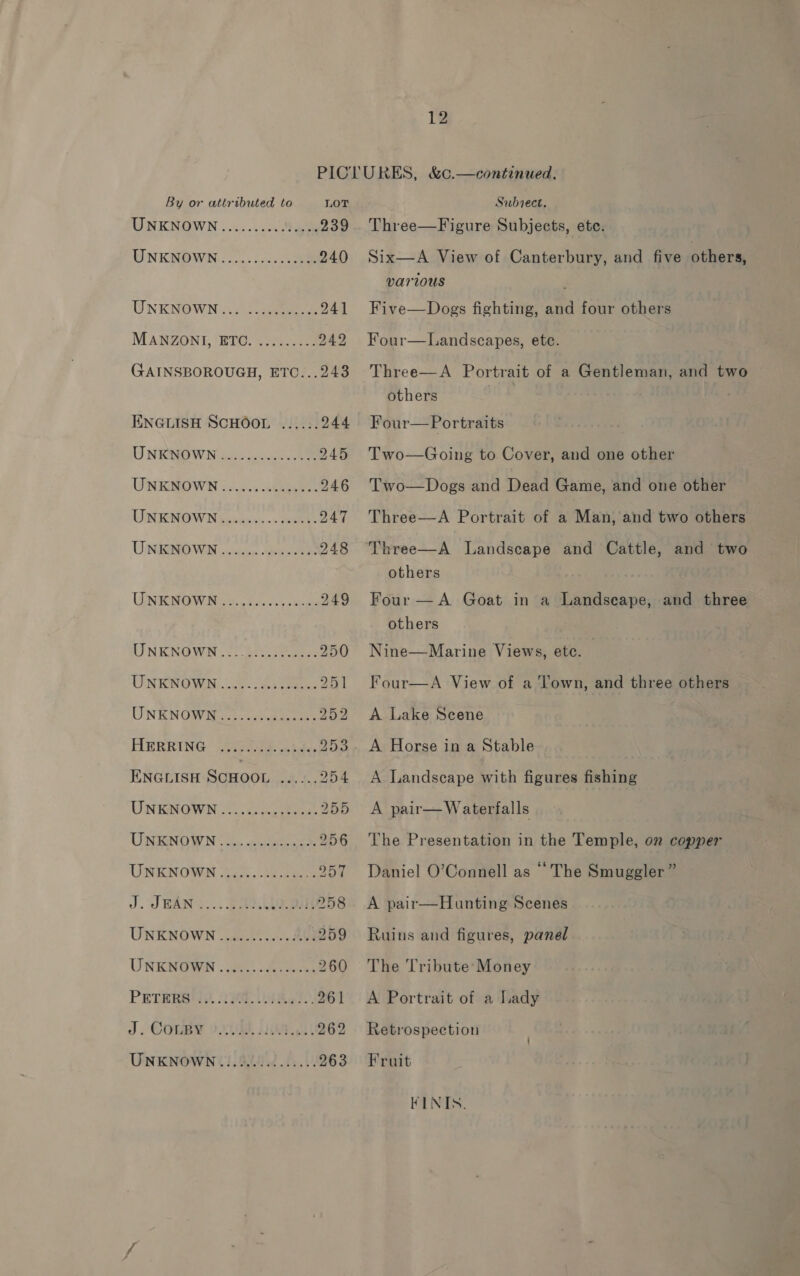 12
PICTURES, &c.—continued.
By or attributed to LOT Subject.
UNKNOWN.............239 Three—Figure Subjects, etc.
UNKNOWN.............240 Six—A View of Canterbury, and five others,
various
UNKNOWN... .........241 Five—Dogs fighting, and four others
MANZONI, ETC. .........242 Four—Landscapes, etc.
GAINSBOROUGH, ETC...243 Three—A Portrait of a Gentleman, and two
others
ENGLISH SCHOOL ......244 Four—Portraits
UNKNOWN.............245 Two—Going to Cover, and one other
UNKNOWN.............246 Two—Dogs and Dead Game, and one other
UNKNOWN.............247 Three—A Portrait of a Man, and two others
UNKNOWN.............248 Three—A Landscape and Cattle, and two
others
UNKNOWN.............249 Four—A Goat in a Landscape, and three
others
UNKNOWN.............250 Nine—Marine Views, etc.
UNKNOWN.............251 Four—A View of a Town, and three others
UNKNOWN.............252 A Lake Scene
HERRING .............253 A Horse in a Stable
ENGLISH SCHOOL ......254 A Landscape with figures fishing
UNKNOWN.............255 A pair—Waterfalls
UNKNOWN.............256 The Presentation in the Temple, on copper
UNKNOWN.............257 Daniel O’Connell as “The Smuggler”
J. JEAN.............258 A pair—Hunting Scenes
UNKNOWN.............259 Ruins and figures, panel
UNKNOWN.............260 The Tribute Money
PETERS .............261 A Portrait of a Lady
J. COLBY .............262 Retrospection
UNKNOWN.............263 Fruit
FINIS.